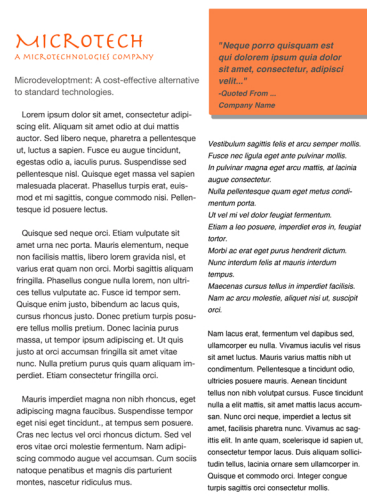 MICROTECH
A MICROTECHNOLOGIES COMPANY
Microdeveloptment: A cost-effective alternative
to standard technologies.
Lorem ipsum dolor sit amet, consectetur adipi-
scing elit. Aliquam sit amet odio at dui mattis
auctor. Sed libero neque, pharetra a pellentesque
ut, luctus a sapien. Fusce eu augue tincidunt,
egestas odio a, iaculis purus. Suspendisse sed
pellentesque nisl. Quisque eget massa vel sapien
malesuada placerat. Phasellus turpis erat, euis-
mod et mi sagittis, congue commodo nisi. Pellen-
tesque id posuere lectus.
Quisque sed neque orci. Etiam vulputate sit
amet urna nec porta. Mauris elementum, neque
non facilisis mattis, libero lorem gravida nisl, et
varius erat quam non orci. Morbi sagittis aliquam
fringilla. Phasellus congue nulla lorem, non ultri-
ces tellus vulputate ac. Fusce id tempor sem.
Quisque enim justo, bibendum ac lacus quis,
cursus rhoncus justo. Donec pretium turpis posu-
ere tellus mollis pretium. Donec lacinia purus
massa, ut tempor ipsum adipiscing et. Ut quis
justo at orci accumsan fringilla sit amet vitae
nunc. Nulla pretium purus quis quam aliquam im-
perdiet. Etiam consectetur fringilla orci.
Mauris imperdiet magna non nibh rhoncus, eget
adipiscing magna faucibus. Suspendisse tempor
eget nisi eget tincidunt., at tempus sem posuere.
Cras nec lectus vel orci rhoncus dictum. Sed vel
eros vitae orci molestie fermentum. Nam adipi-
scing commodo augue vel accumsan. Cum sociis
natoque penatibus et magnis dis parturient
montes, nascetur ridiculus mus.
"Neque porro quisquam est
qui dolorem ipsum quia dolor
sit amet, consectetur, adipisci
velit..."
-Quoted From ...
Company Name
Vestibulum sagittis felis et arcu semper mollis.
Fusce nec ligula eget ante pulvinar mollis.
In pulvinar magna eget arcu mattis, at lacinia
augue consectetur.
Nulla pellentesque quam eget metus condi-
mentum porta.
Ut vel mi vel dolor feugiat fermentum.
Etiam a leo posuere, imperdiet eros in, feugiat
tortor.
Morbi ac erat eget purus hendrerit dictum.
Nunc interdum felis at mauris interdum
tempus.
Maecenas cursus tellus in imperdiet facilisis.
Nam ac arcu molestie, aliquet nisi ut, suscipit
orci.
Nam lacus erat, fermentum vel dapibus sed,
ullamcorper eu nulla. Vivamus iaculis vel risus
sit amet luctus. Mauris varius mattis nibh ut
condimentum. Pellentesque a tincidunt odio,
ultricies posuere mauris. Aenean tincidunt
tellus non nibh volutpat cursus. Fusce tincidunt
nulla a elit mattis, sit amet mattis lacus accum-
san. Nunc orci neque, imperdiet a lectus sit
amet, facilisis pharetra nunc. Vivamus ac sag-
ittis elit. In ante quam, scelerisque id sapien ut,
consectetur tempor lacus. Duis aliquam sollici-
tudin tellus, lacinia ornare sem ullamcorper in.
Quisque et commodo orci. Integer congue
turpis sagittis orci consectetur mollis.